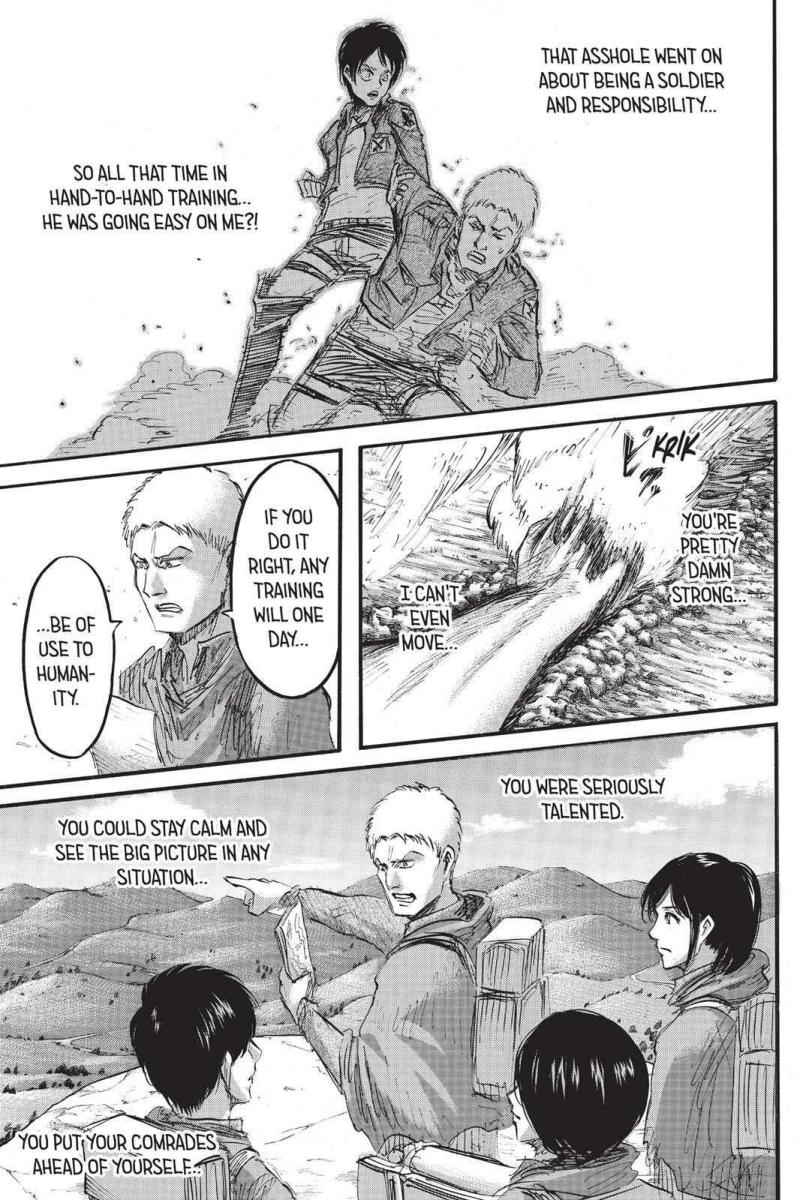 THAT ASSHOLE WENT ON
ABOUT BEING A SOLDIER
AND RESPONSIBILITY...
SO ALL THAT TIME IN
HAND-TO-HAND TRAINING...
HE WAS GOING EASY ON ME?!
IF YOU
DO IT
RIGHT, ANY
TRAINING
WILL ONE
DAY...
...BE OF
USE TO
HUMAN-
ITY.
KRIK
YOU'RE
PRETTY
DAMN
STRONG...
I CAN'T
EVEN
MOVE...
YOU WERE SERIOUSLY
TALENTED.
YOU COULD STAY CALM AND
SEE THE BIG PICTURE IN ANY
SITUATION...
YOU PUT YOUR COMRADES
AHEAD OF YOURSELF...